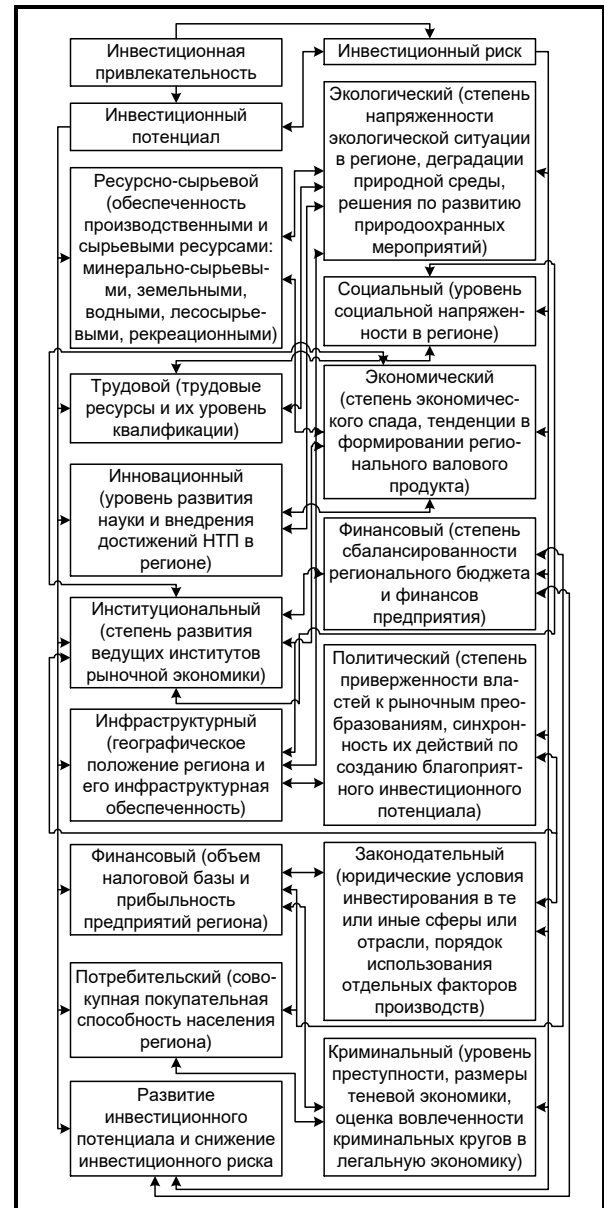 Инвестиционная
привлекательность
Инвестиционный
потенциал
Ресурсно-сырьевой
(обеспеченность
производственными и
сырьевыми ресурсами:
минерально-сырьевы-
ми, земельными,
водными, лесосырье-
выми, рекреационными)
Трудовой (трудовые
ресурсы и их уровень
квалификации)
Инновационный
(уровень развития
науки и внедрения
достижений НТП в
регионе)
Институциональный
(степень развития
ведущих институтов
рыночной экономики)
Инфраструктурный
(географическое
положение региона и
его инфраструктурная
обеспеченность)
Финансовый (объем
налоговой базы и
прибыльность
предприятий региона)
Потребительский (сово-
купная покупательная
способность населения
региона)
Развитие
инвестиционного
потенциала и снижение
инвестиционного риска
Инвестиционный риск
Экологический (степень
напряженности
экологической ситуации
в регионе, деградации
природной среды,
решения по развитию
природоохранных
мероприятий)
Социальный (уровень
социальной напряжен-
ности в регионе)
Экономический
(степень экономичес-
кого спада, тенденции в
формировании регио-
нального валового
продукта)
Финансовый (степень
сбалансированности
регионального бюджета
и финансов
предприятия)
Политический (степень
приверженности вла-
стей к рыночным прео-
бразованиям, синхрон-
ность их действий по
созданию благоприят-
ного инвестиционного
потенциала)
Законодательный
(юридические условия
инвестирования в те
или иные сферы или
отрасли, порядок
использования
отдельных факторов
производств)
Криминальный (уровень
преступности, размеры
теневой экономики,
оценка вовлеченности
криминальных кругов в
легальную экономику)